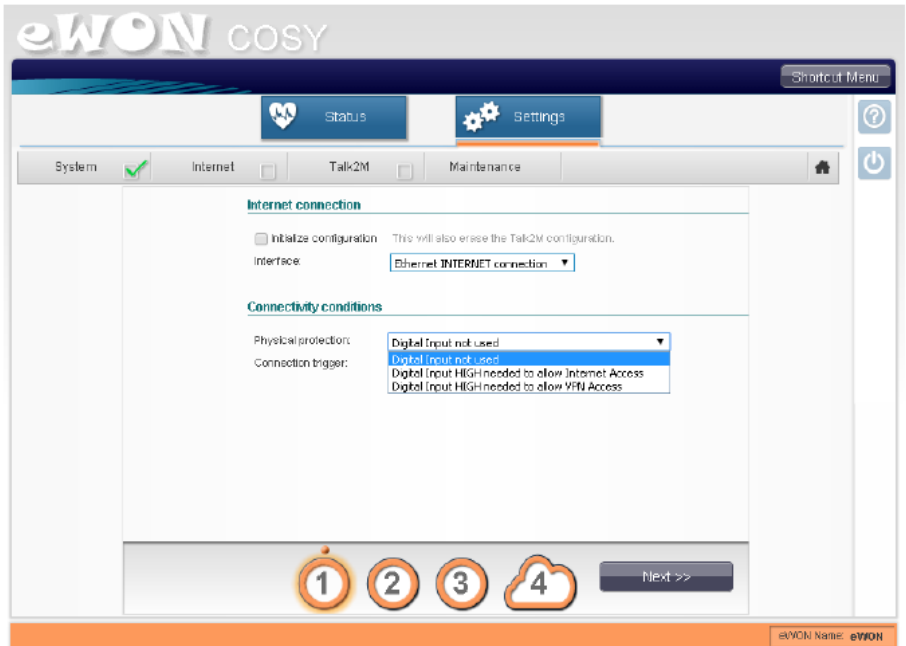 eWON COSY
Shortcut Menu
Status Settings
System Internet Talk2M Maintenance
Internet connection
Initialize configuration This will also erase the Talk2M configuration.
Interface: Ethernet INTERNET connection
Connectivity conditions
Physical protection: Digital Input not used
Connection trigger: Digital Input not used
Digital Input HIGH needed to allow Internet Access
Digital Input HIGH needed to allow VPN Access
1 2 3 4 Next >>
eWON Name: eWON